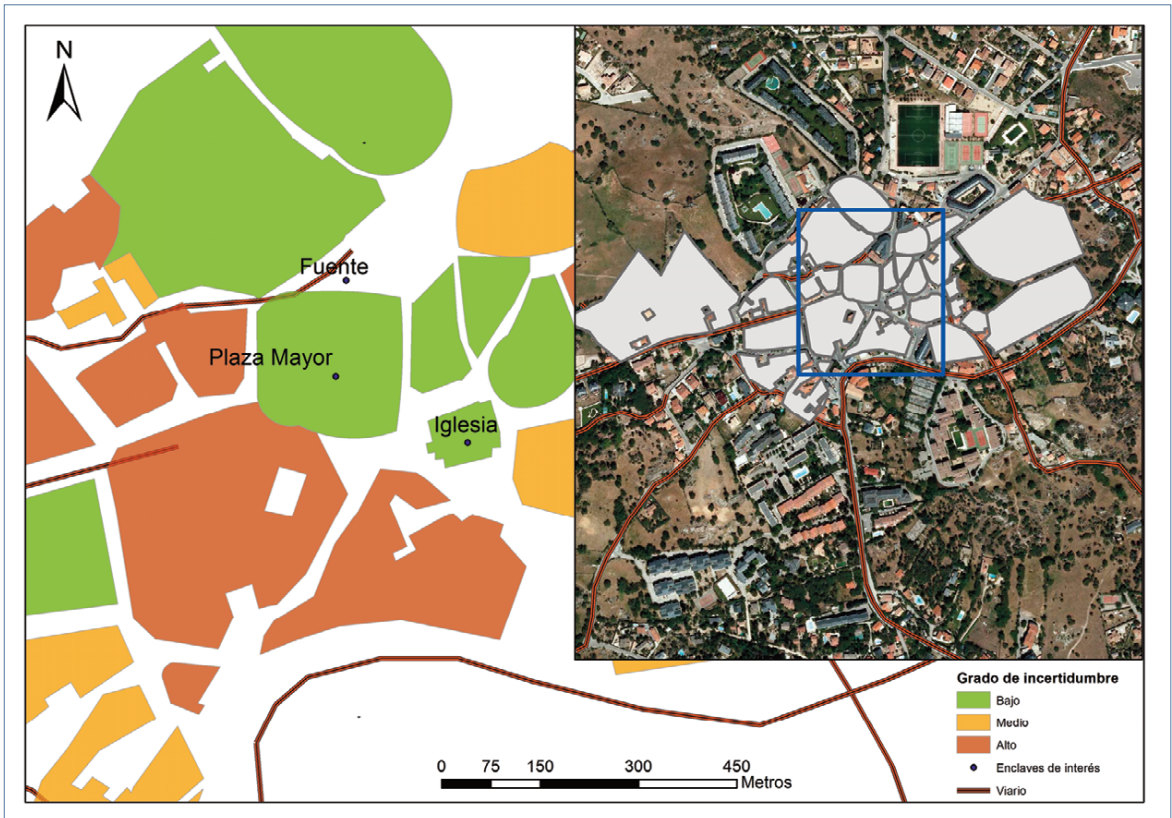 N
Fuente
Plaza Mayor
Iglesia
0 75 150 300 450
Metros
Grado de incertidumbre
Bajo
Medio
Alto
Enclaves de interés
Viario